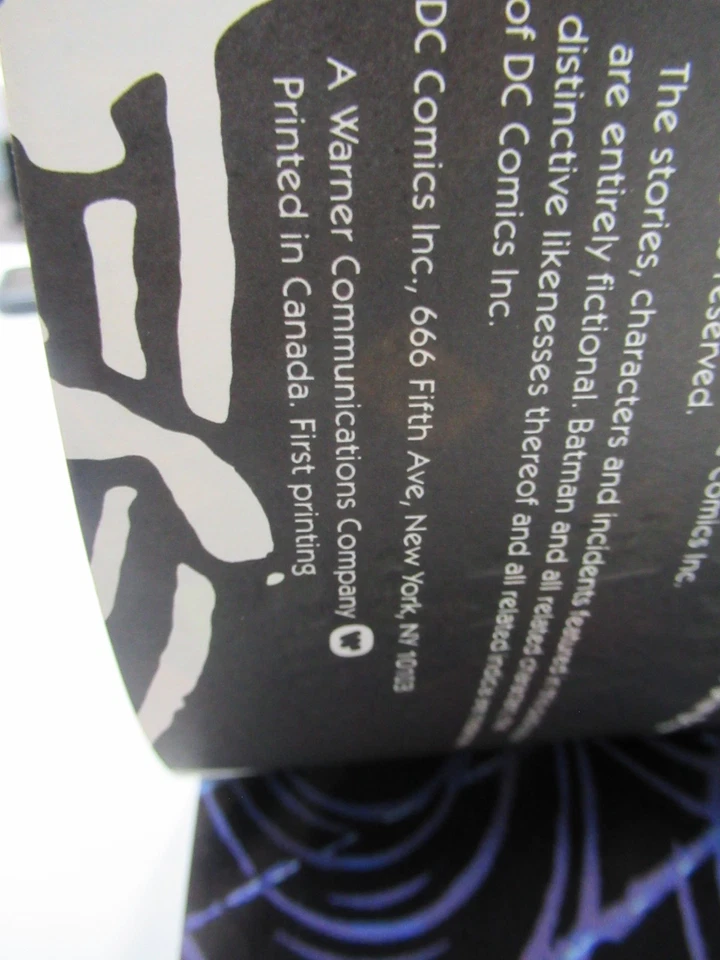 reserved.
Comics Inc.
The stories, characters and incidents
are entirely fictional. Batman and all related
distinctive likenesses thereof and all related indicia
of DC Comics Inc.
DC Comics Inc., 666 Fifth Ave, New York, NY 10103
A Warner Communications Company
Printed in Canada. First printing